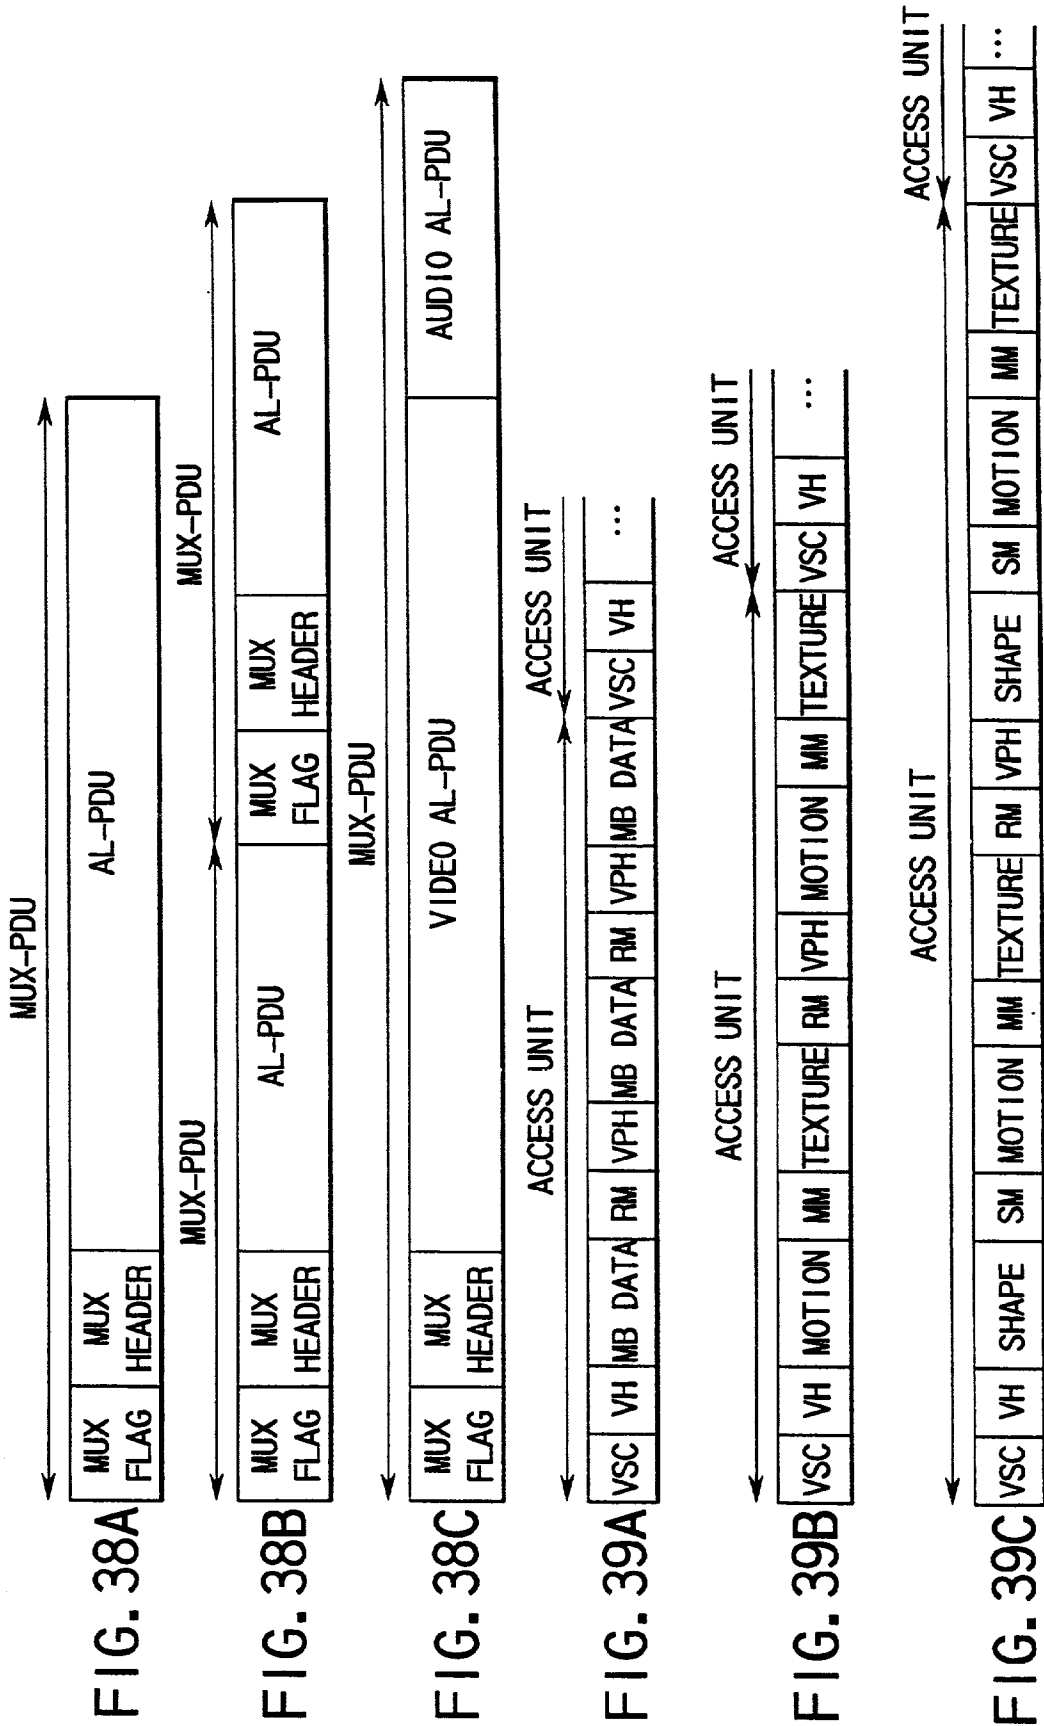 FIG. 38A
MUX-PDU
MUX FLAG
MUX HEADER
AL-PDU
FIG. 38B
MUX-PDU
MUX-PDU
MUX FLAG
MUX HEADER
AL-PDU
MUX FLAG
MUX HEADER
AL-PDU
FIG. 38C
MUX-PDU
MUX FLAG
MUX HEADER
VIDEO AL-PDU
AUDIO AL-PDU
FIG. 39A
ACCESS UNIT
ACCESS UNIT
VSC VH MB DATA RM VPH MB DATA RM VPH MB DATA VSC VH ...
FIG. 39B
ACCESS UNIT
ACCESS UNIT
VSC VH MOTION MM TEXTURE RM VPH MOTION MM TEXTURE VSC VH ...
FIG. 39C
ACCESS UNIT
ACCESS UNIT
VSC VH SHAPE SM MOTION MM TEXTURE RM VPH SHAPE SM MOTION MM TEXTURE VSC VH ...